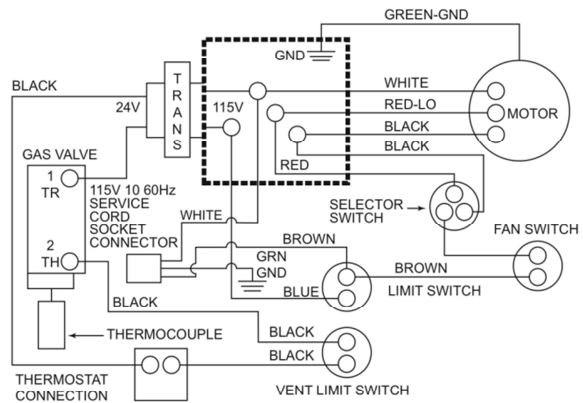 GREEN-GND
GND
BLACK
TRANS
24V
115V
WHITE
RED-LO
MOTOR
BLACK
BLACK
RED
GAS VALVE
1
TR
115V 10 60Hz
SERVICE
CORD
SOCKET
CONNECTOR
WHITE
SELECTOR
SWITCH
FAN SWITCH
2
TH
BROWN
GRN
GND
BROWN
BLUE
LIMIT SWITCH
BLACK
THERMOCOUPLE
BLACK
BLACK
THERMOSTAT
CONNECTION
VENT LIMIT SWITCH